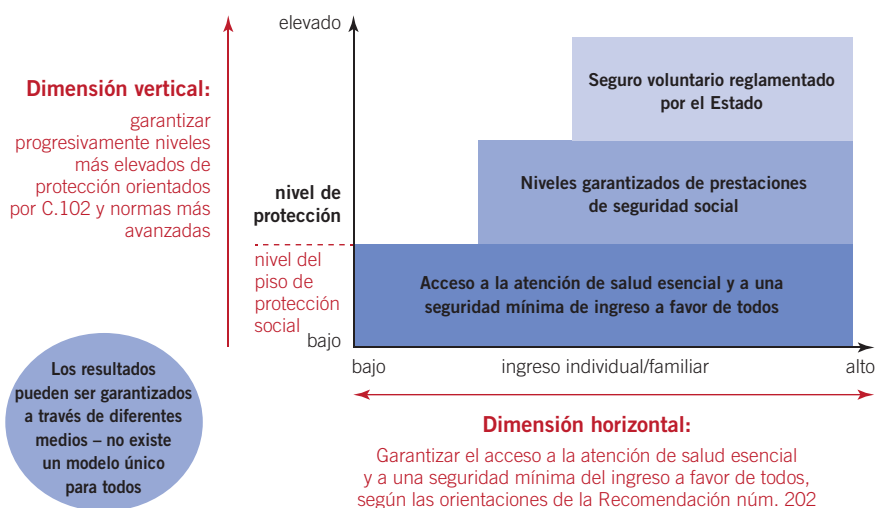 elevado
Dimensión vertical:
garantizar
progresivamente niveles
más elevados de
protección orientados
por C.102 y normas más
avanzadas
nivel de
protección
nivel del
piso de
protección
social
bajo
Seguro voluntario reglamentado
por el Estado
Niveles garantizados de prestaciones
de seguridad social
Acceso a la atención de salud esencial y a una
seguridad mínima de ingreso a favor de todos
bajo
ingreso individual/familiar
alto
Los resultados
pueden ser garantizados
a través de diferentes
medios – no existe
un modelo único
para todos
Dimensión horizontal:
Garantizar el acceso a la atención de salud esencial
y a una seguridad mínima del ingreso a favor de todos,
según las orientaciones de la Recomendación núm. 202